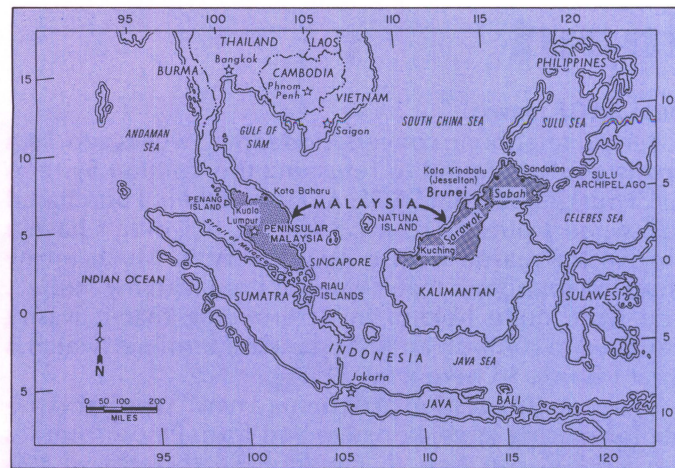 95 100 105 110 115 120
THAILAND
LAOS
Bangkok
BURMA
CAMBODIA
Phnom
Penh
VIETNAM
PHILIPPINES
15
10
ANDAMAN
SEA
GULF OF
SIAM
Saigon
SOUTH CHINA SEA
SULU SEA
10
5
Kota Baharu
Kota Kinabalu
(Jesselton)
Sandakan
SULU
ARCHIPELAGO
PENANG
ISLAND
MALAYSIA
Brunei
Sabah
Kuala
Lumpur
NATUNA
ISLAND
Sarawak
CELEBES SEA
5
0
PENINSULAR
MALAYSIA
Strait of Malacca
Kuching
SINGAPORE
INDIAN OCEAN
SUMATRA
RIAU
ISLANDS
KALIMANTAN
SULAWESI
0
5
N
INDONESIA
JAVA SEA
5
10
Jakarta
JAVA
BALI
0 50 100 200
MILES
100 105 110 115 120